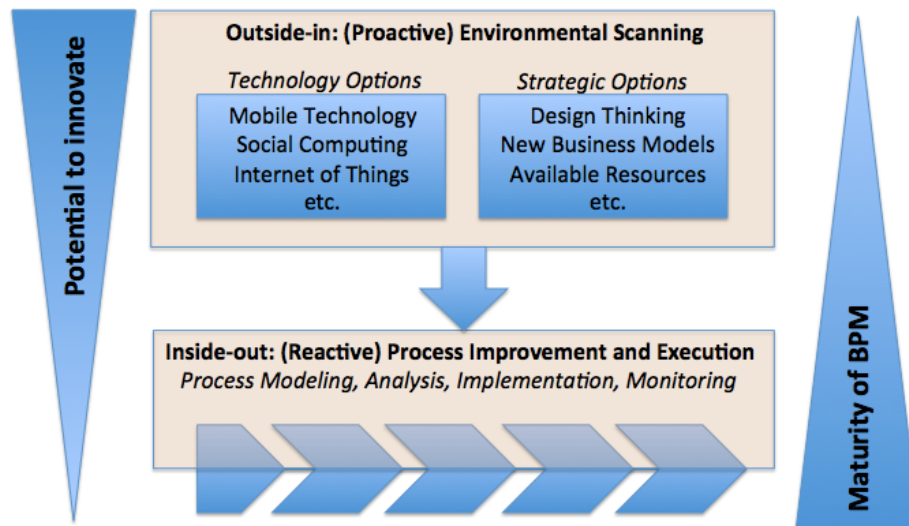 Potential to innovate
Outside-in: (Proactive) Environmental Scanning
Technology Options
Mobile Technology
Social Computing
Internet of Things
etc.
Strategic Options
Design Thinking
New Business Models
Available Resources
etc.
Inside-out: (Reactive) Process Improvement and Execution
Process Modeling, Analysis, Implementation, Monitoring
Maturity of BPM